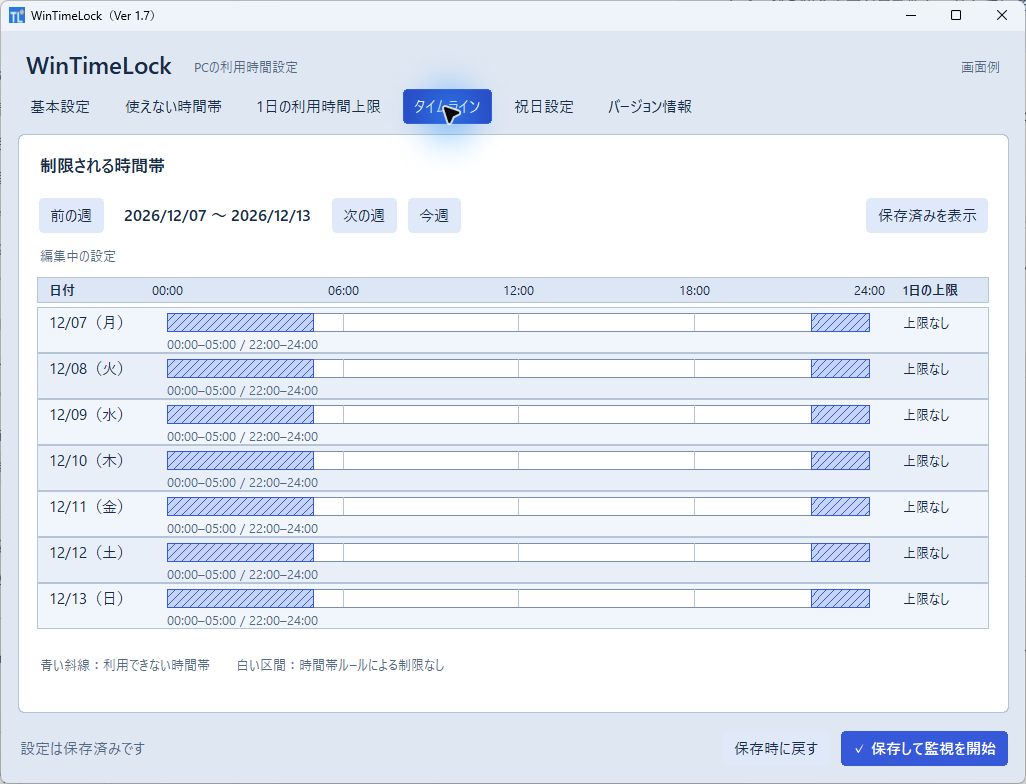 WinTimeLock（Ver 1.7）
WinTimeLock PCの利用時間設定 画面例
基本設定 使えない時間帯 1日の利用時間上限 タイムライン 祝日設定 バージョン情報
制限される時間帯
前の週 2026/12/07 ～ 2026/12/13 次の週 今週 保存済みを表示
編集中の設定
日付 00:00 06:00 12:00 18:00 24:00 1日の上限
12/07（月） 上限なし
00:00–05:00 / 22:00–24:00
12/08（火） 上限なし
00:00–05:00 / 22:00–24:00
12/09（水） 上限なし
00:00–05:00 / 22:00–24:00
12/10（木） 上限なし
00:00–05:00 / 22:00–24:00
12/11（金） 上限なし
00:00–05:00 / 22:00–24:00
12/12（土） 上限なし
00:00–05:00 / 22:00–24:00
12/13（日） 上限なし
00:00–05:00 / 22:00–24:00
青い斜線：利用できない時間帯 白い区間：時間帯ルールによる制限なし
設定は保存済みです 保存時に戻す ✓ 保存して監視を開始